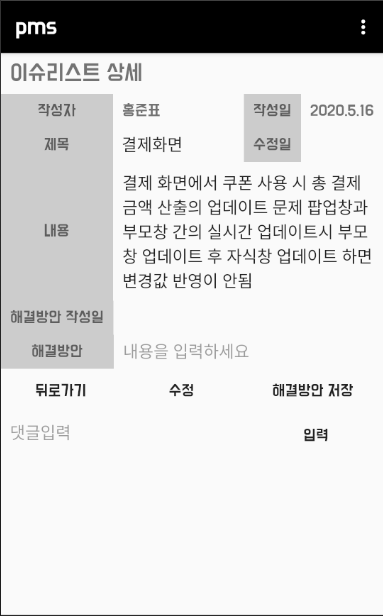 pms
이슈리스트 상세
작성자 홍준표 작성일 2020.5.16
제목 결제화면 수정일
결제 화면에서 쿠폰 사용 시 총 결제
금액 산출의 업데이트 문제 팝업창과
내용 부모창 간의 실시간 업데이트시 부모
창 업데이트 후 자식창 업데이트 하면
변경값 반영이 안됨
해결방안 작성일
해결방안 내용을 입력하세요
뒤로가기 수정 해결방안 저장
댓글입력 입력